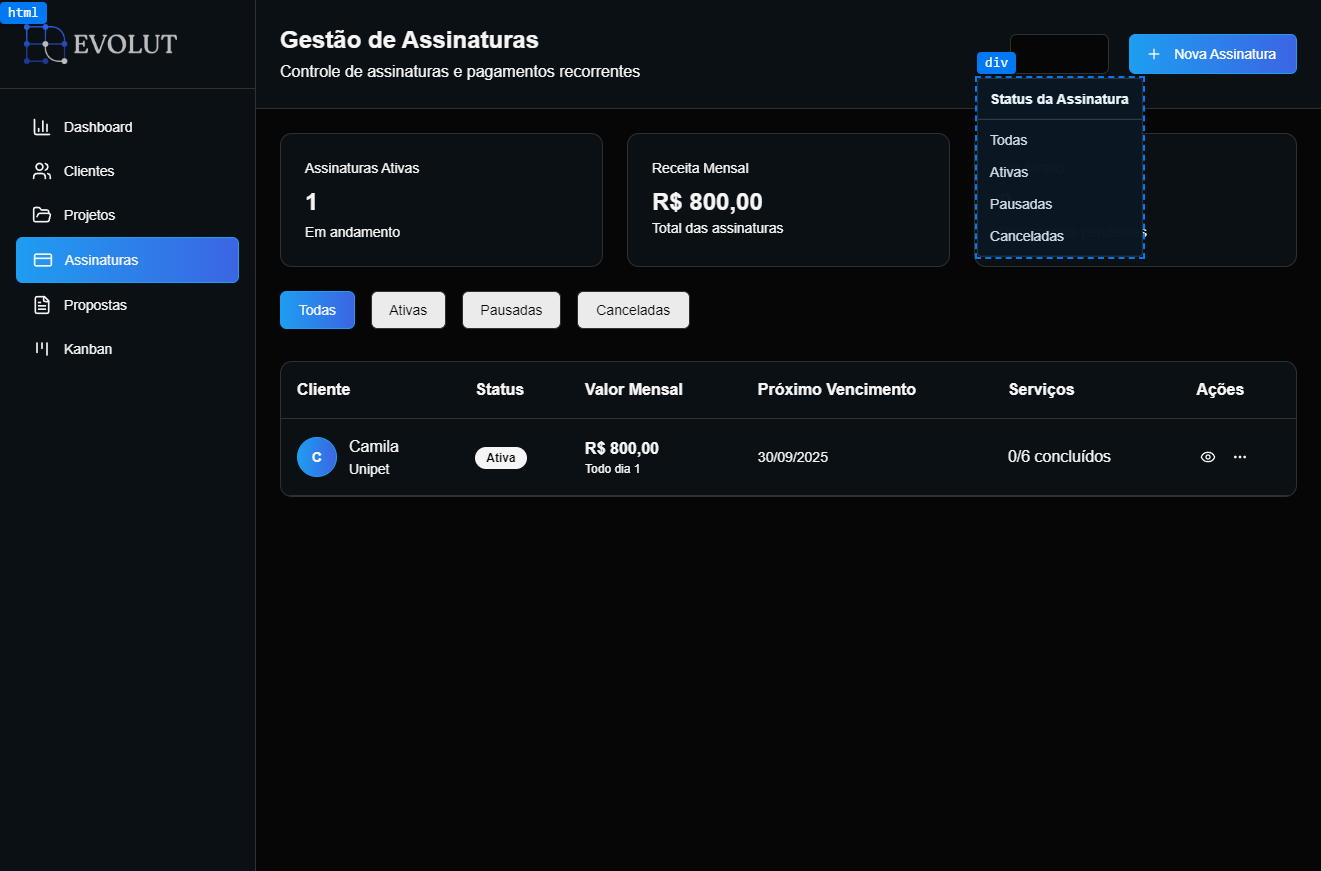 html
EVOLUT
Dashboard
Clientes
Projetos
Assinaturas
Propostas
Kanban
Gestão de Assinaturas
Controle de assinaturas e pagamentos recorrentes
Nova Assinatura
div
Status da Assinatura
Todas
Ativas
Pausadas
Canceladas
Assinaturas Ativas
1
Em andamento
Receita Mensal
R$ 800,00
Total das assinaturas
Todas
Ativas
Pausadas
Canceladas
Cliente Status Valor Mensal Próximo Vencimento Serviços Ações
C
Camila
Unipet
Ativa
R$ 800,00
Todo dia 1
30/09/2025
0/6 concluídos